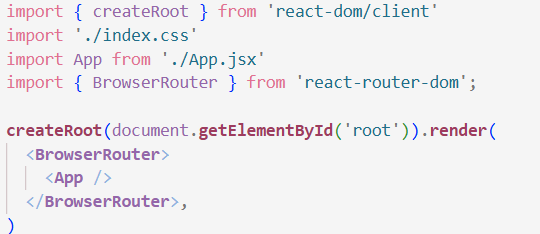 import { createRoot } from 'react-dom/client'
import './index.css'
import App from './App.jsx'
import { BrowserRouter } from 'react-router-dom';
createRoot(document.getElementById('root')).render(
<BrowserRouter>
<App />
</BrowserRouter>,
)